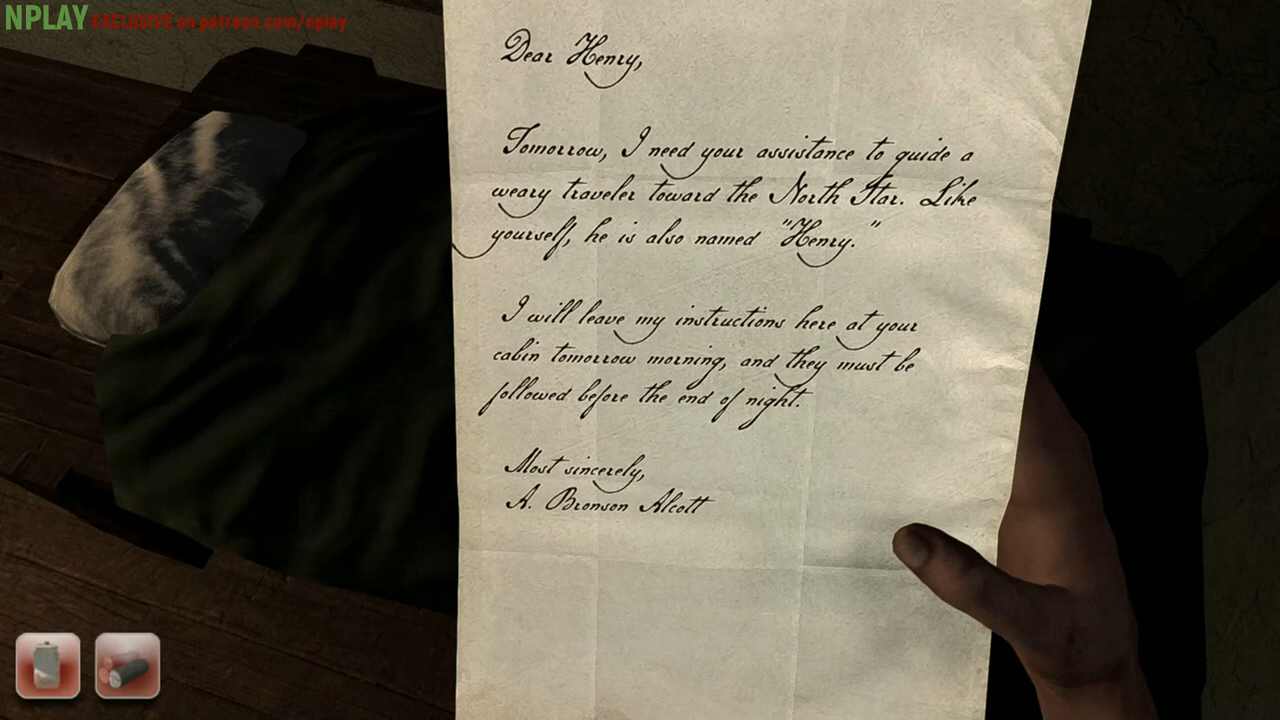 NPLAY EXCLUSIVE on patreon.com/nplay
Dear Henry,
Tomorrow, I need your assistance to guide a
weary traveler toward the North Star. Like
yourself, he is also named "Henry."
I will leave my instructions here at your
cabin tomorrow morning, and they must be
followed before the end of night.
Most sincerely,
A. Bronson Alcott